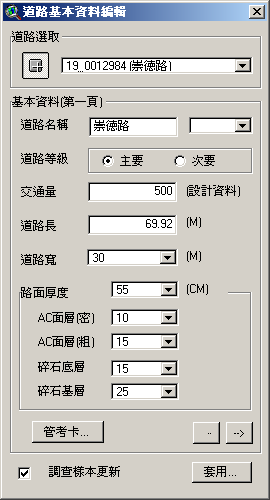 道路基本資料編輯
道路選取
19_0012984 (崇德路)
基本資料(第一頁)
道路名稱 崇德路
道路等級 主要 次要
交通量 500 (設計資料)
道路長 69.92 (M)
道路寬 30 (M)
路面厚度 55 (CM)
AC面層(密) 10
AC面層(粗) 15
碎石底層 15
碎石基層 25
管考卡... ·· -->
調查樣本更新 套用...